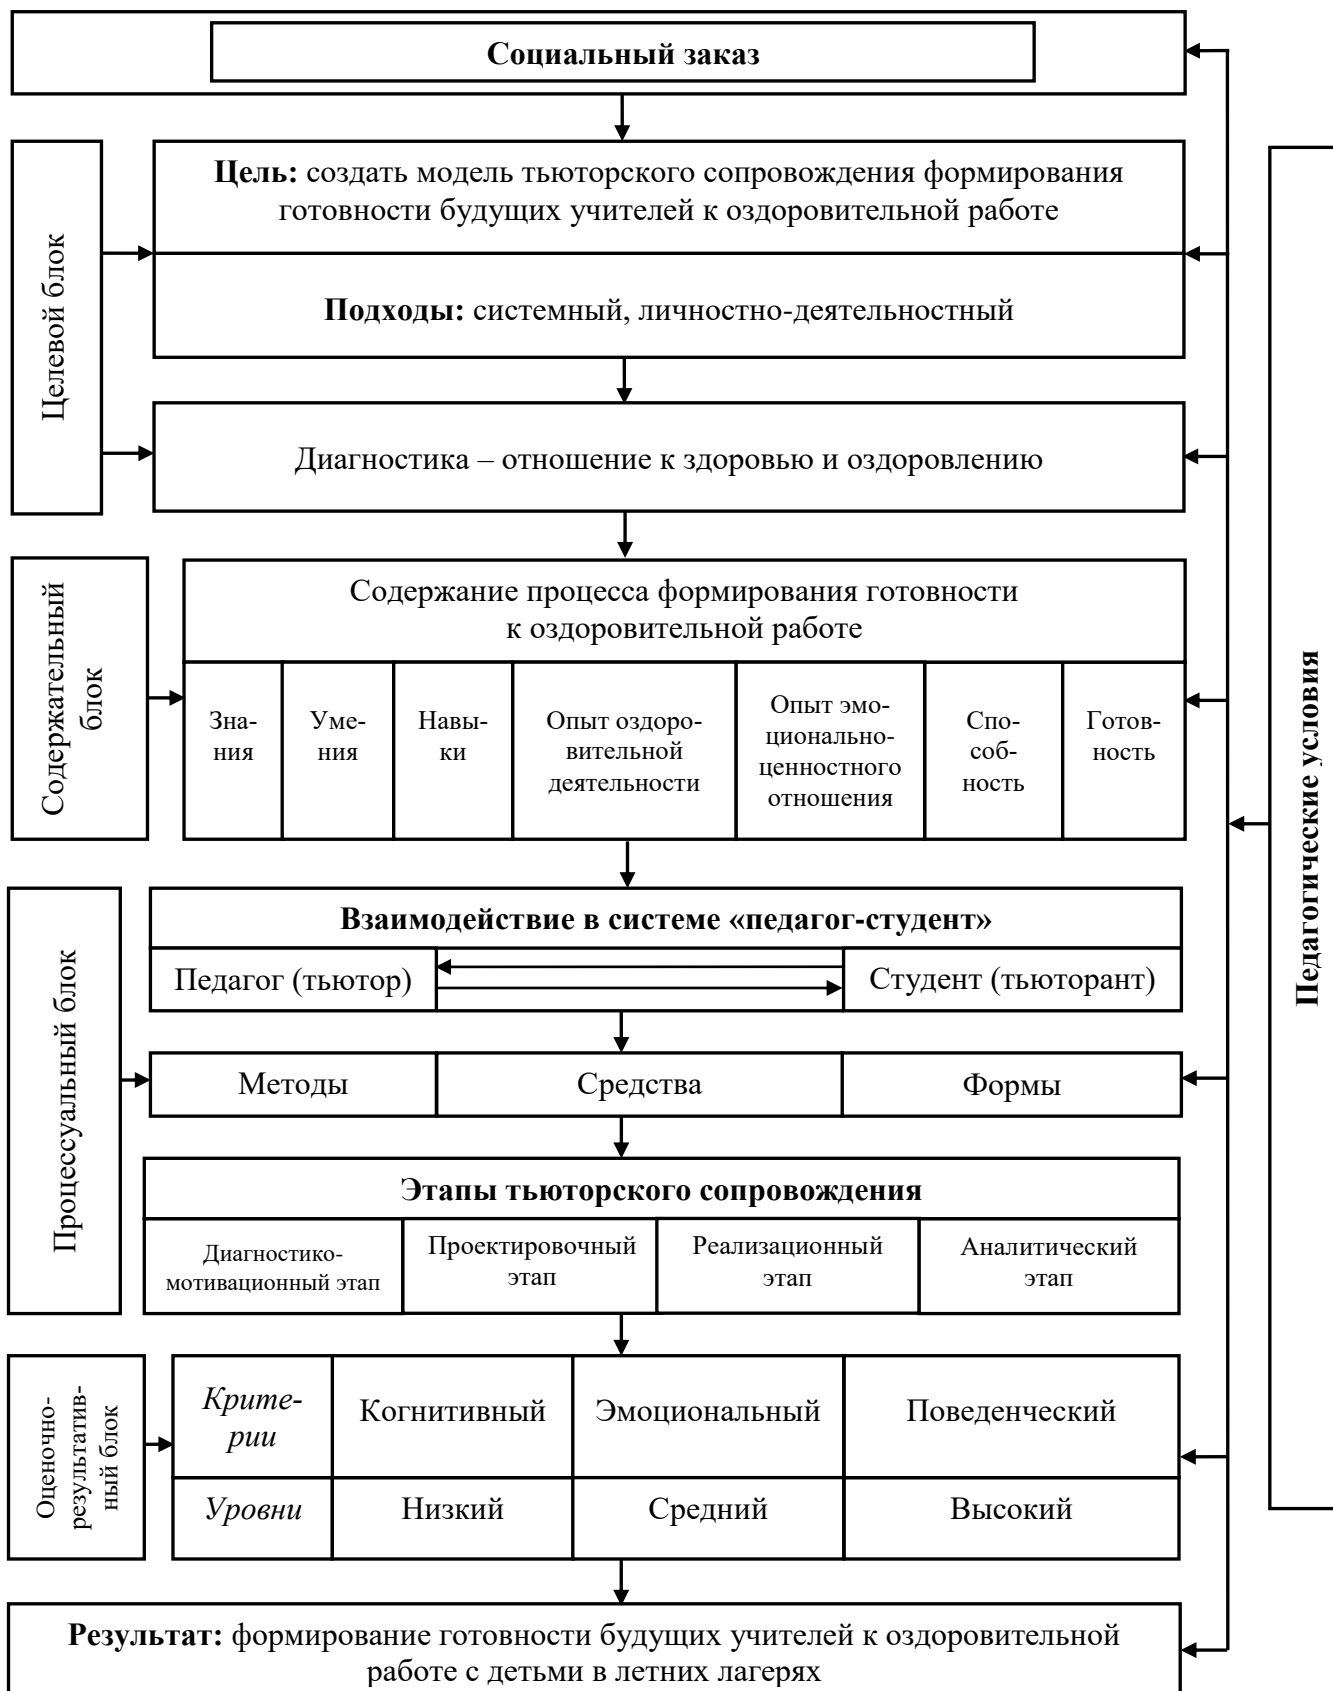 Социальный заказ
Целевой блок
Цель: создать модель тьюторского сопровождения формирования
готовности будущих учителей к оздоровительной работе
Подходы: системный, личностно-деятельностный
Диагностика – отношение к здоровью и оздоровлению
Содержательный
блок
Содержание процесса формирования готовности
к оздоровительной работе
Зна-
ния
Уме-
ния
Навы-
ки
Опыт оздоро-
вительной
деятельности
Опыт эмо-
ционально-
ценностного
отношения
Спо-
соб-
ность
Готов-
ность
Педагогические условия
Процессуальный блок
Взаимодействие в системе «педагог-студент»
Педагог (тьютор)
Студент (тьюторант)
Методы
Средства
Формы
Этапы тьюторского сопровождения
Диагностико-
мотивационный этап
Проектировочный
этап
Реализационный
этап
Аналитический
этап
Оценочно-
результатив-
ный блок
Крите-
рии
Когнитивный
Эмоциональный
Поведенческий
Уровни
Низкий
Средний
Высокий
Результат: формирование готовности будущих учителей к оздоровительной
работе с детьми в летних лагерях